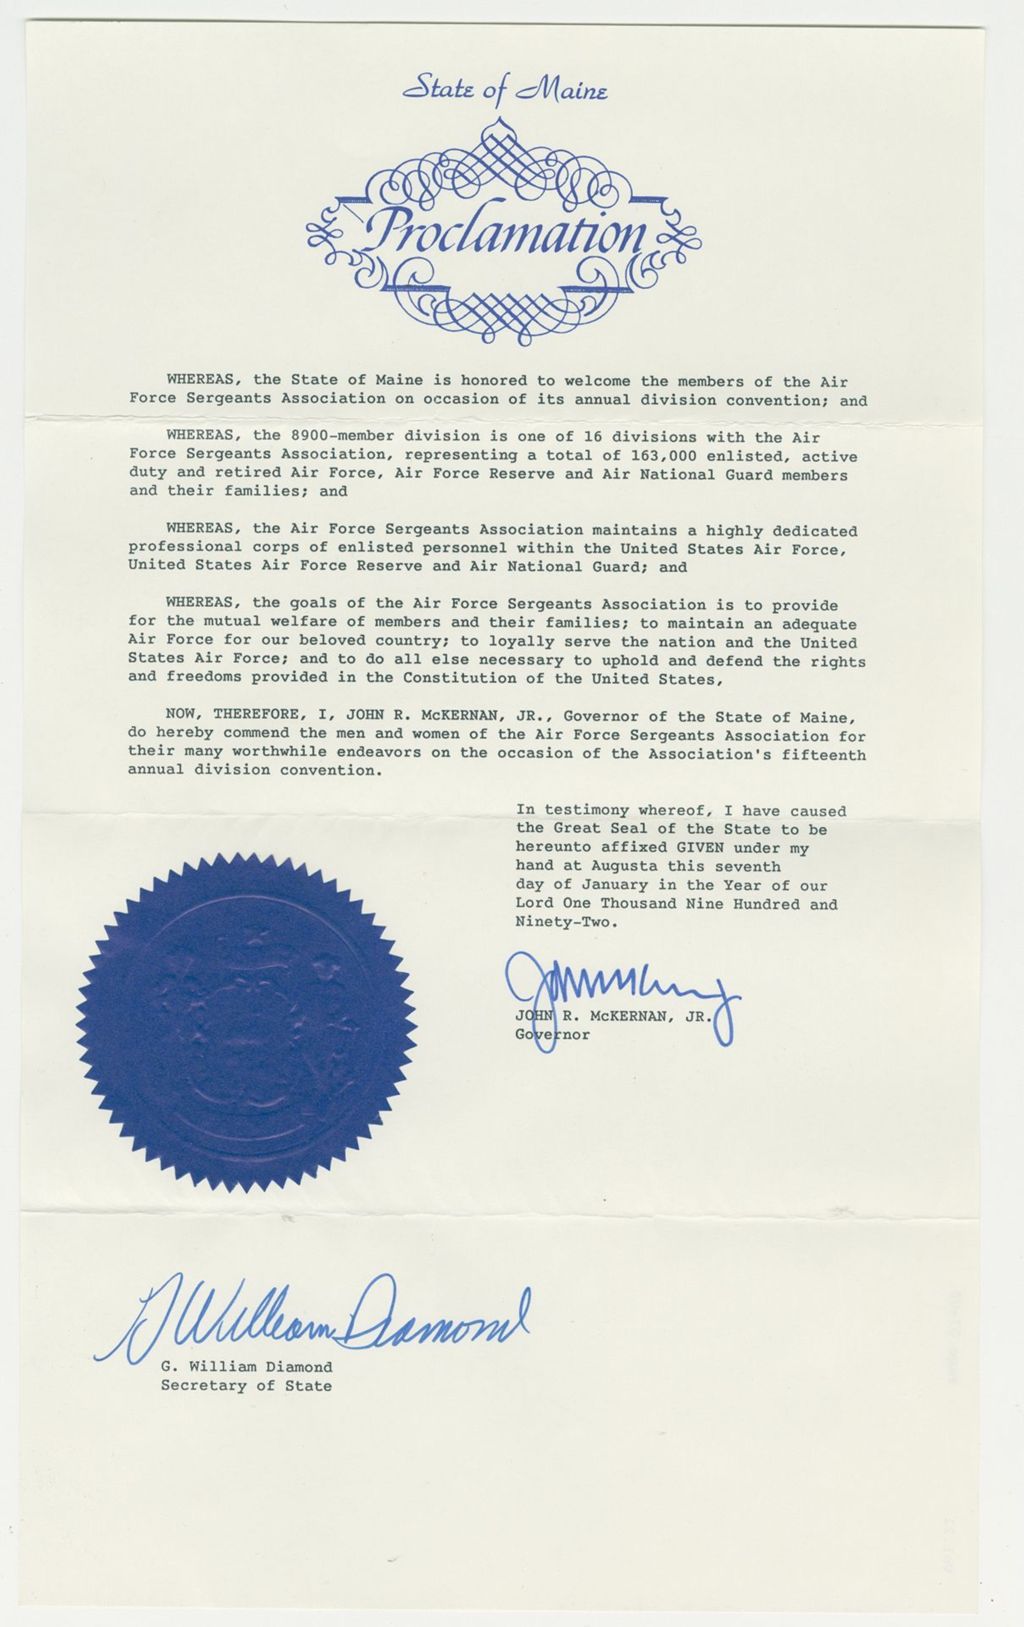 State of Maine
Proclamation
WHEREAS, the State of Maine is honored to welcome the members of the Air
Force Sergeants Association on occasion of its annual division convention; and
WHEREAS, the 8900-member division is one of 16 divisions with the Air
Force Sergeants Association, representing a total of 163,000 enlisted, active
duty and retired Air Force, Air Force Reserve and Air National Guard members
and their families; and
WHEREAS, the Air Force Sergeants Association maintains a highly dedicated
professional corps of enlisted personnel within the United States Air Force,
United States Air Force Reserve and Air National Guard; and
WHEREAS, the goals of the Air Force Sergeants Association is to provide
for the mutual welfare of members and their families; to maintain an adequate
Air Force for our beloved country; to loyally serve the nation and the United
States Air Force; and to do all else necessary to uphold and defend the rights
and freedoms provided in the Constitution of the United States,
NOW, THEREFORE, I, JOHN R. McKERNAN, JR., Governor of the State of Maine,
do hereby commend the men and women of the Air Force Sergeants Association for
their many worthwhile endeavors on the occasion of the Association's fifteenth
annual division convention.
In testimony whereof, I have caused
the Great Seal of the State to be
hereunto affixed GIVEN under my
hand at Augusta this seventh
day of January in the Year of our
Lord One Thousand Nine Hundred and
Ninety-Two.
JOHN R. McKERNAN, JR.
Governor
G William Diamond
G. William Diamond
Secretary of State